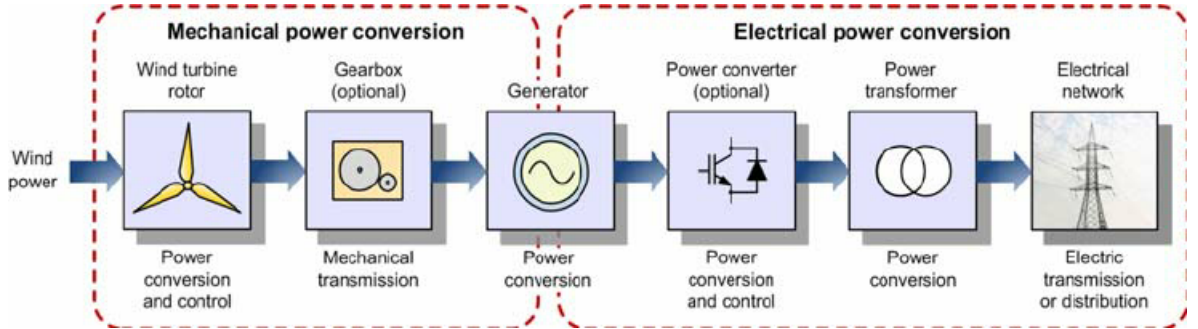 Mechanical power conversion
Electrical power conversion
Wind turbine
rotor
Gearbox
(optional)
Generator
Power converter
(optional)
Power
transformer
Electrical
network
Wind
power
Power
conversion
and control
Mechanical
transmission
Power
conversion
Power
conversion
and control
Power
conversion
Electric
transmission
or distribution